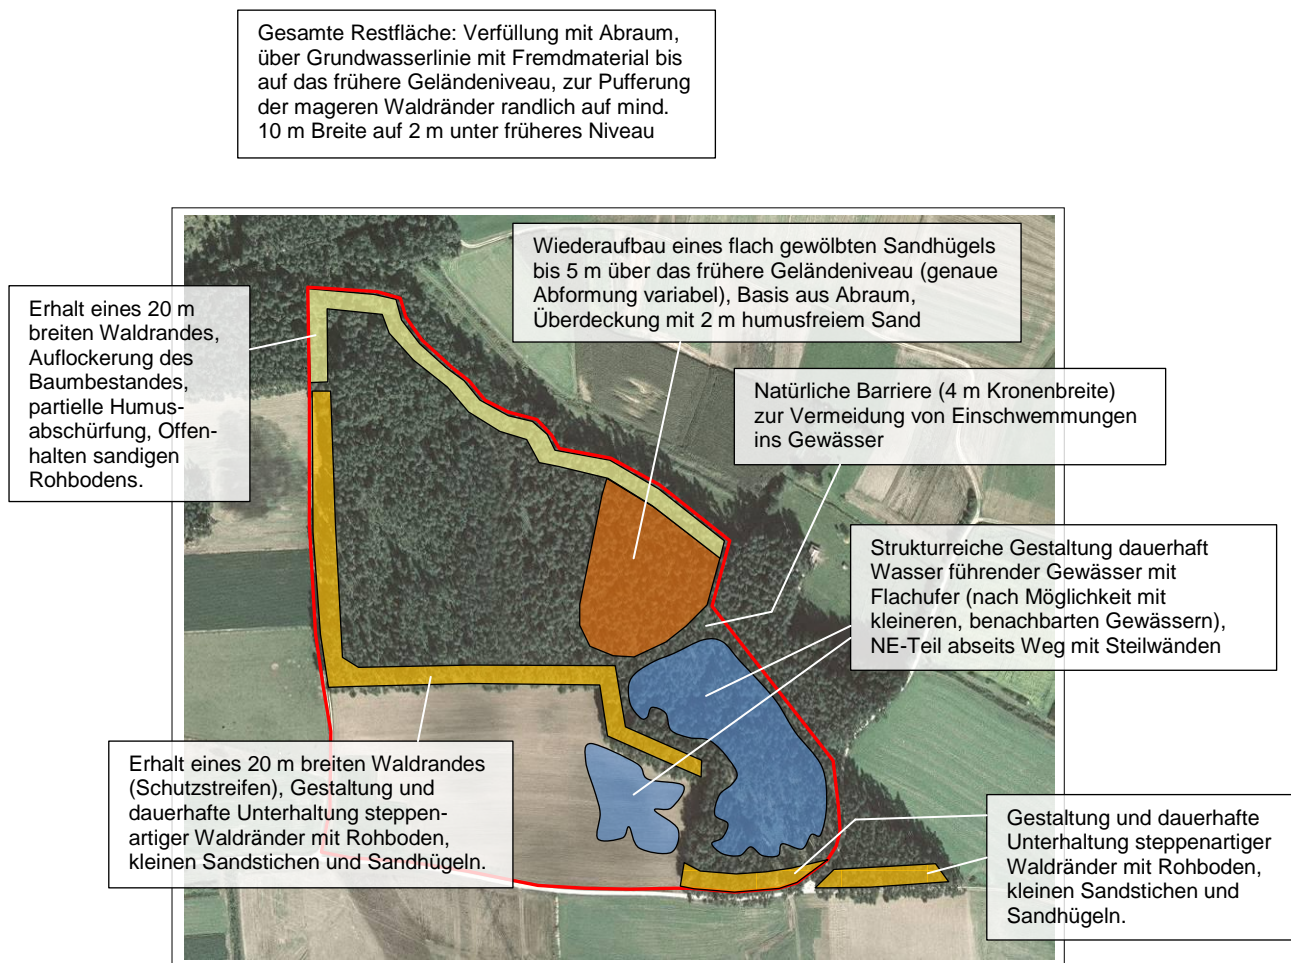 Gesamte Restfläche: Verfüllung mit Abraum,
über Grundwasserlinie mit Fremdmaterial bis
auf das frühere Geländeniveau, zur Pufferung
der mageren Waldränder randlich auf mind.
10 m Breite auf 2 m unter früheres Niveau
Wiederaufbau eines flach gewölbten Sandhügels
bis 5 m über das frühere Geländeniveau (genaue
Abformung variabel), Basis aus Abraum,
Überdeckung mit 2 m humusfreiem Sand
Erhalt eines 20 m
breiten Waldrandes,
Auflockerung des
Baumbestandes,
partielle Humus-
abschürfung, Offen-
halten sandigen
Rohbodens.
Natürliche Barriere (4 m Kronenbreite)
zur Vermeidung von Einschwemmungen
ins Gewässer
Strukturreiche Gestaltung dauerhaft
Wasser führender Gewässer mit
Flachufer (nach Möglichkeit mit
kleineren, benachbarten Gewässern),
NE-Teil abseits Weg mit Steilwänden
Erhalt eines 20 m breiten Waldrandes
(Schutzstreifen), Gestaltung und
dauerhafte Unterhaltung steppen-
artiger Waldränder mit Rohboden,
kleinen Sandstichen und Sandhügeln.
Gestaltung und dauerhafte
Unterhaltung steppenartiger
Waldränder mit Rohboden,
kleinen Sandstichen und
Sandhügeln.